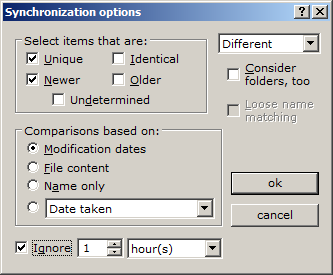 Synchronization options
Select items that are:
Different
Unique
Identical
Newer
Older
Undetermined
Consider folders, too
Loose name matching
Comparisons based on:
Modification dates
File content
Name only
Date taken
ok
cancel
Ignore 1 hour(s)